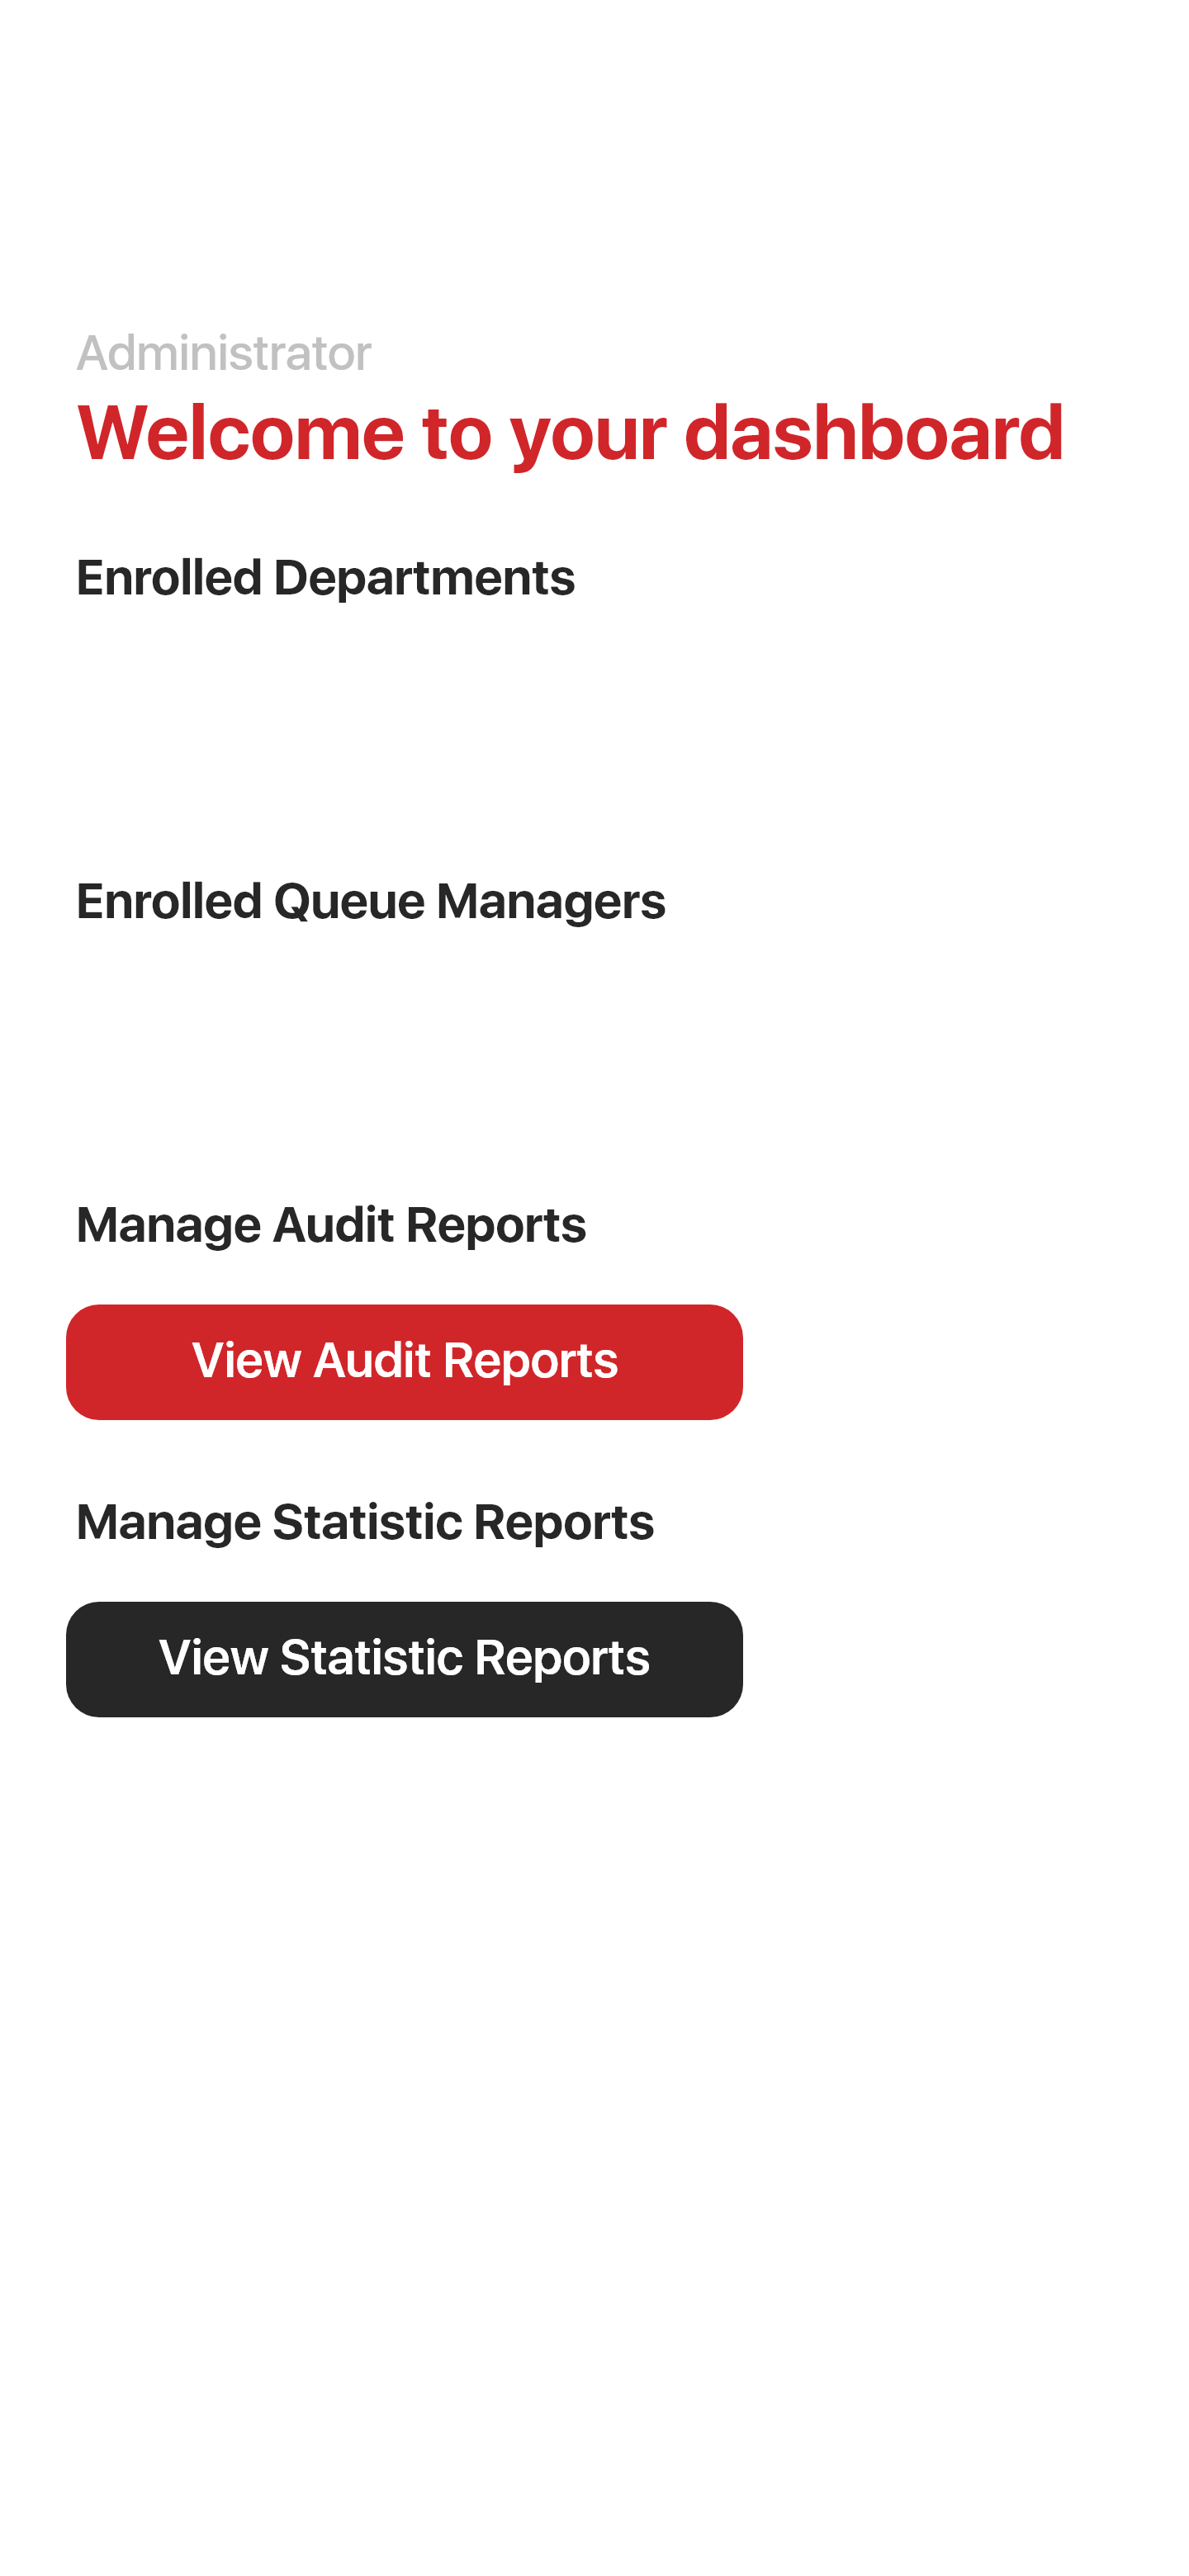 Administrator
Welcome to your dashboard
Enrolled Departments
Enrolled Queue Managers
Manage Audit Reports
View Audit Reports
Manage Statistic Reports
View Statistic Reports